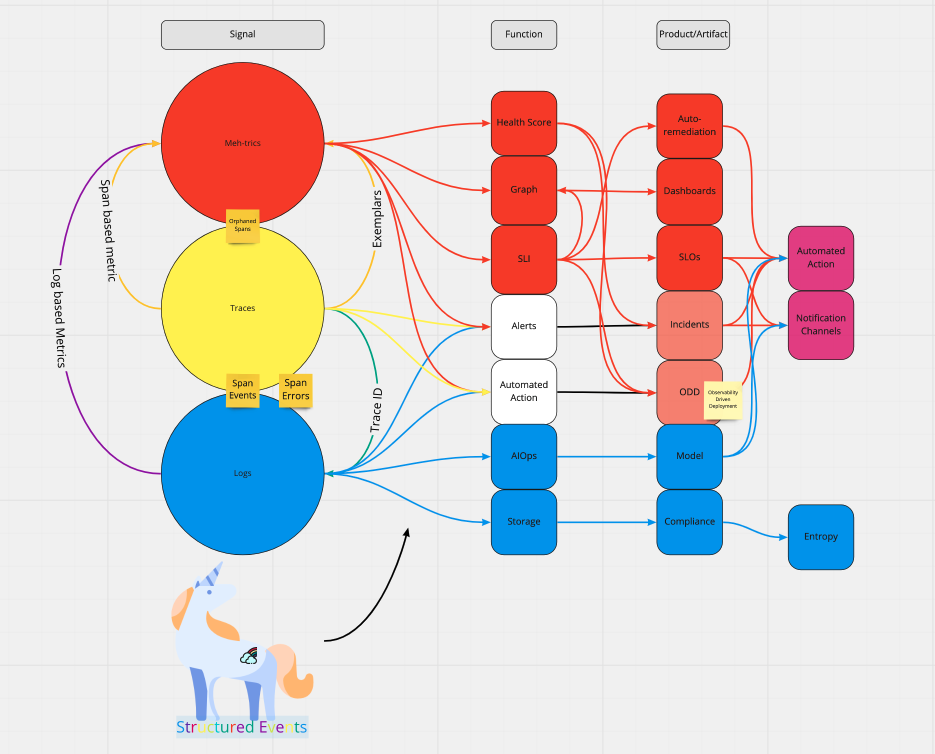 Signal
Function
Product/Artifact
Meh-trics
Orphaned
Spans
Traces
Span
Events
Span
Errors
Logs
Span based metric
Log based Metrics
Exemplars
Trace ID
Health Score
Graph
SLI
Alerts
Automated
Action
AIOps
Storage
Auto-
remediation
Dashboards
SLOs
Incidents
ODD
Observability
Driven
Deployment
Model
Compliance
Automated
Action
Notification
Channels
Entropy
Structured Events